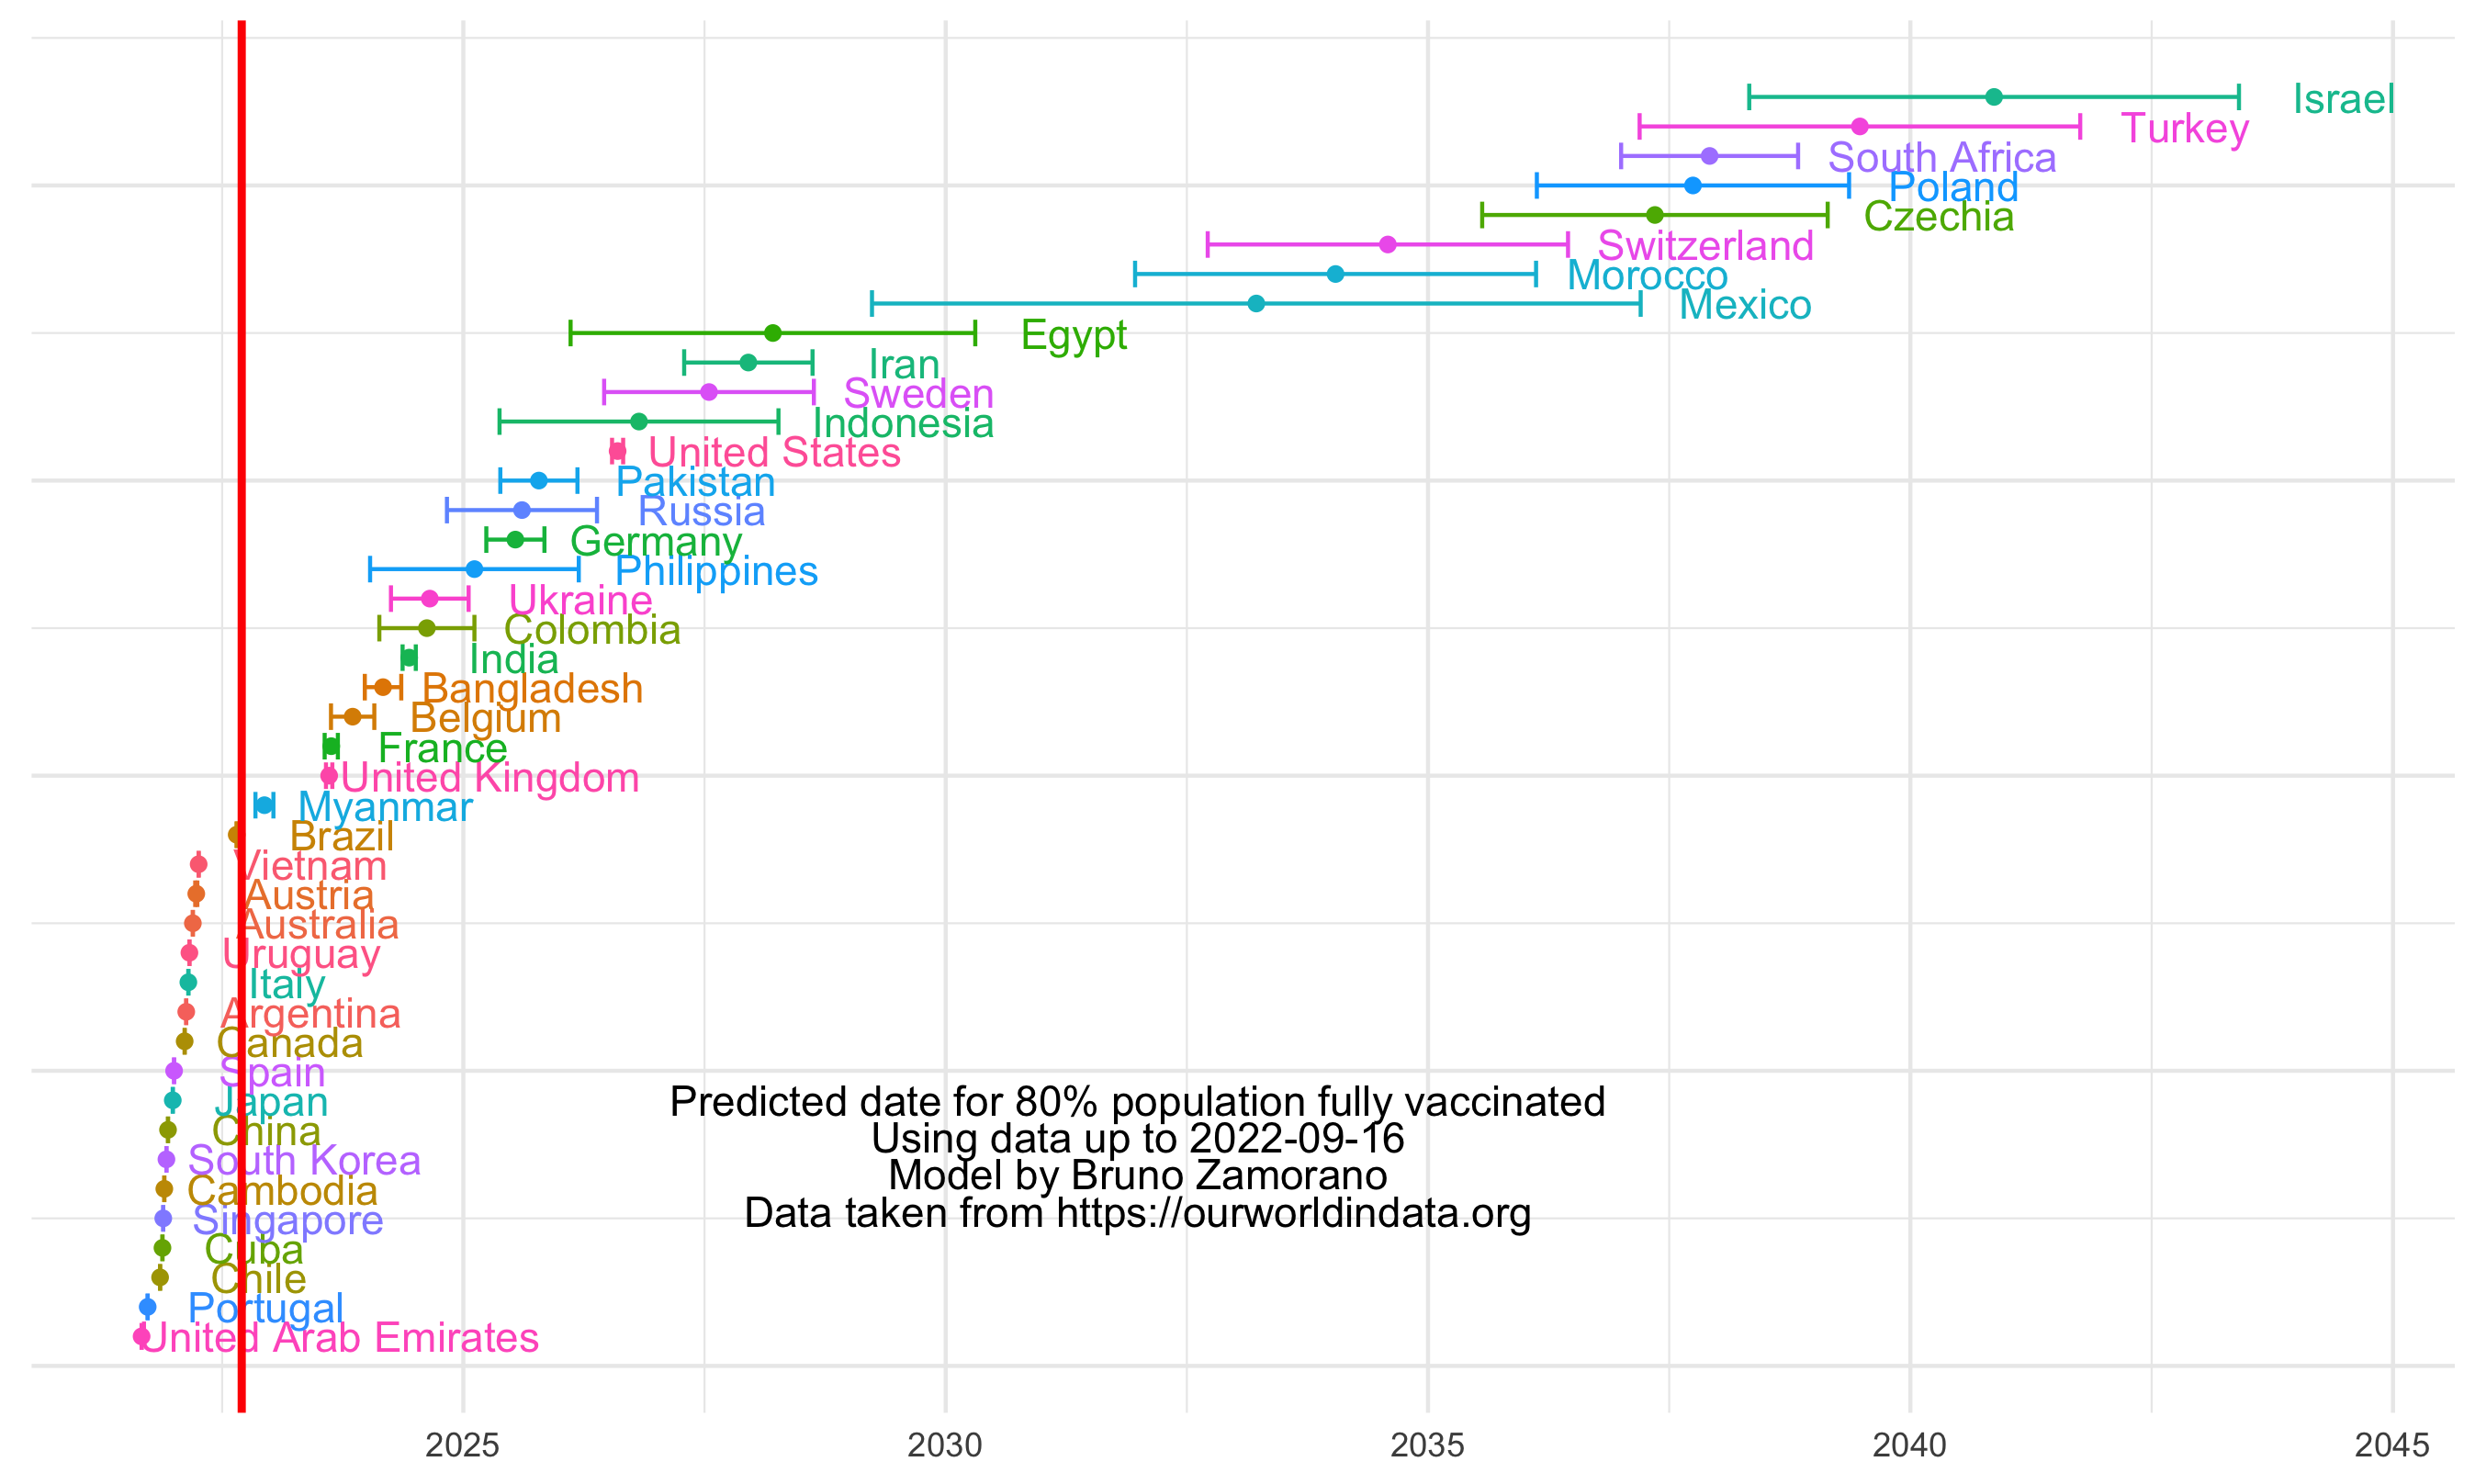 Israel
Turkey
South Africa
Poland
Czechia
Switzerland
Morocco
Mexico
Egypt
Iran
Sweden
Indonesia
United States
Pakistan
Russia
Germany
Philippines
Ukraine
Colombia
India
Bangladesh
Belgium
France
United Kingdom
Myanmar
Brazil
Vietnam
Austria
Australia
Uruguay
Italy
Argentina
Canada
Spain
Japan
China
South Korea
Cambodia
Singapore
Cuba
Chile
Portugal
United Arab Emirates
Predicted date for 80% population fully vaccinated
Using data up to 2022-09-16
Model by Bruno Zamorano
Data taken from https://ourworldindata.org
2025 2030 2035 2040 2045